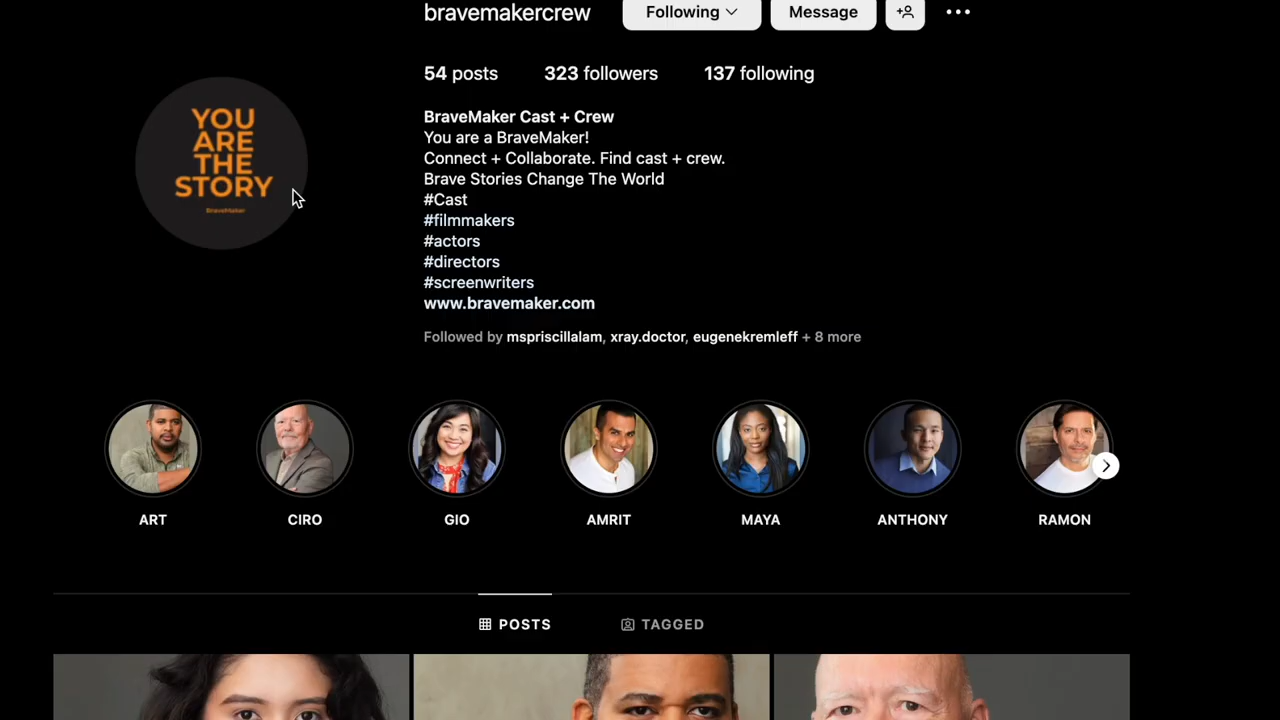 bravemakercrew
Following
Message
54 posts
323 followers
137 following
YOU
ARE
THE
STORY
BraveMaker
BraveMaker Cast + Crew
You are a BraveMaker!
Connect + Collaborate. Find cast + crew.
Brave Stories Change The World
#Cast
#filmmakers
#actors
#directors
#screenwriters
www.bravemaker.com
Followed by mspriscillalam, xray.doctor, eugenekremleff + 8 more
ART
CIRO
GIO
AMRIT
MAYA
ANTHONY
RAMON
POSTS
TAGGED